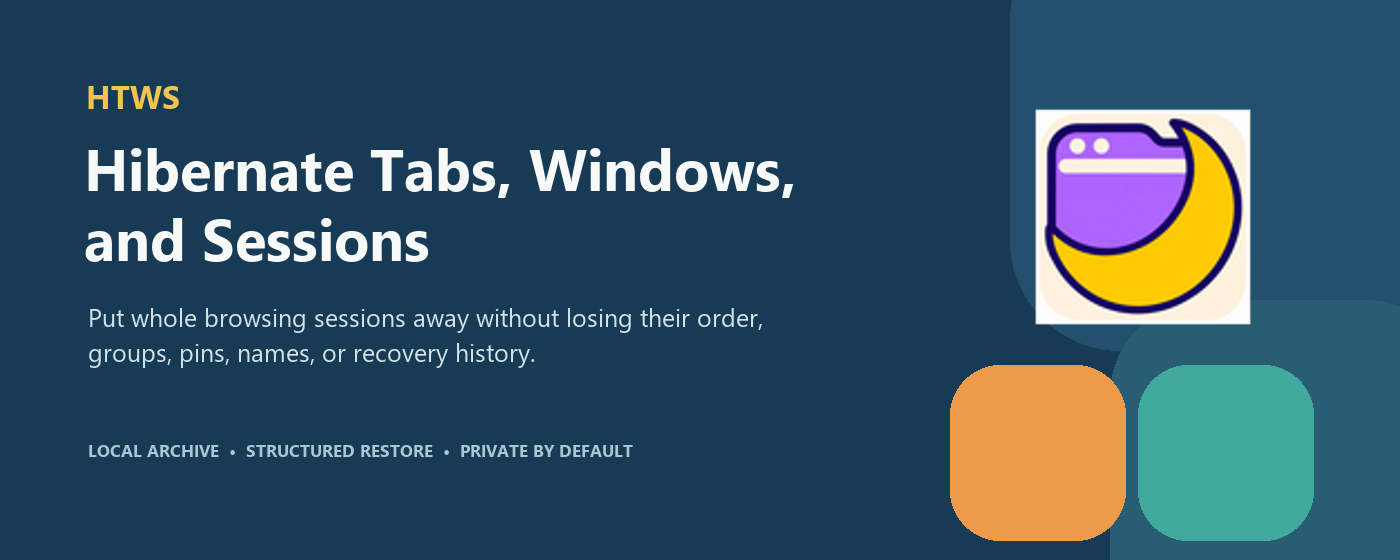 HTWS
Hibernate Tabs, Windows,
and Sessions
Put whole browsing sessions away without losing their order,
groups, pins, names, or recovery history.
LOCAL ARCHIVE • STRUCTURED RESTORE • PRIVATE BY DEFAULT